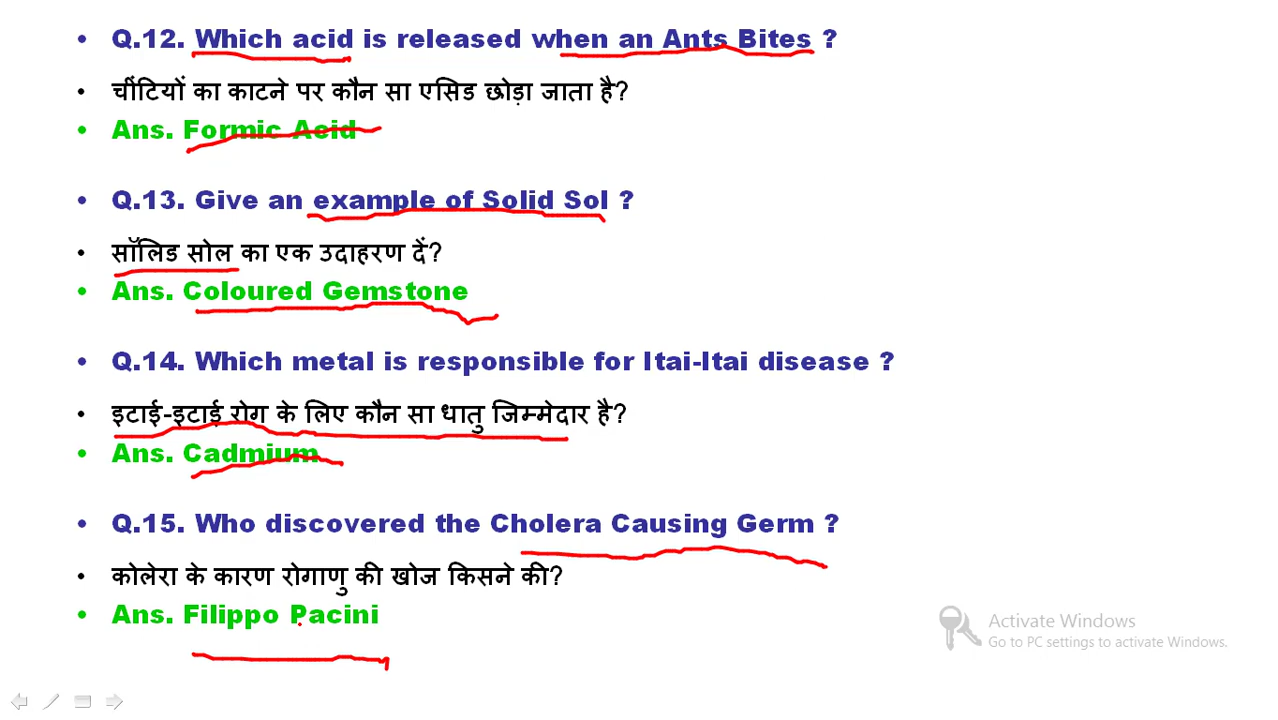 • Q.12. Which acid is released when an Ants Bites ?
• चींटियों का काटने पर कौन सा एसिड छोड़ा जाता है?
• Ans. Formic Acid
• Q.13. Give an example of Solid Sol ?
• सॉलिड सोल का एक उदाहरण दें?
• Ans. Coloured Gemstone
• Q.14. Which metal is responsible for Itai-Itai disease ?
• इटाई-इटाई रोग के लिए कौन सा धातु जिम्मेदार है?
• Ans. Cadmium
• Q.15. Who discovered the Cholera Causing Germ ?
• कोलेरा के कारण रोगाणु की खोज किसने की?
• Ans. Filippo Pacini
Activate Windows
Go to PC settings to activate Windows.